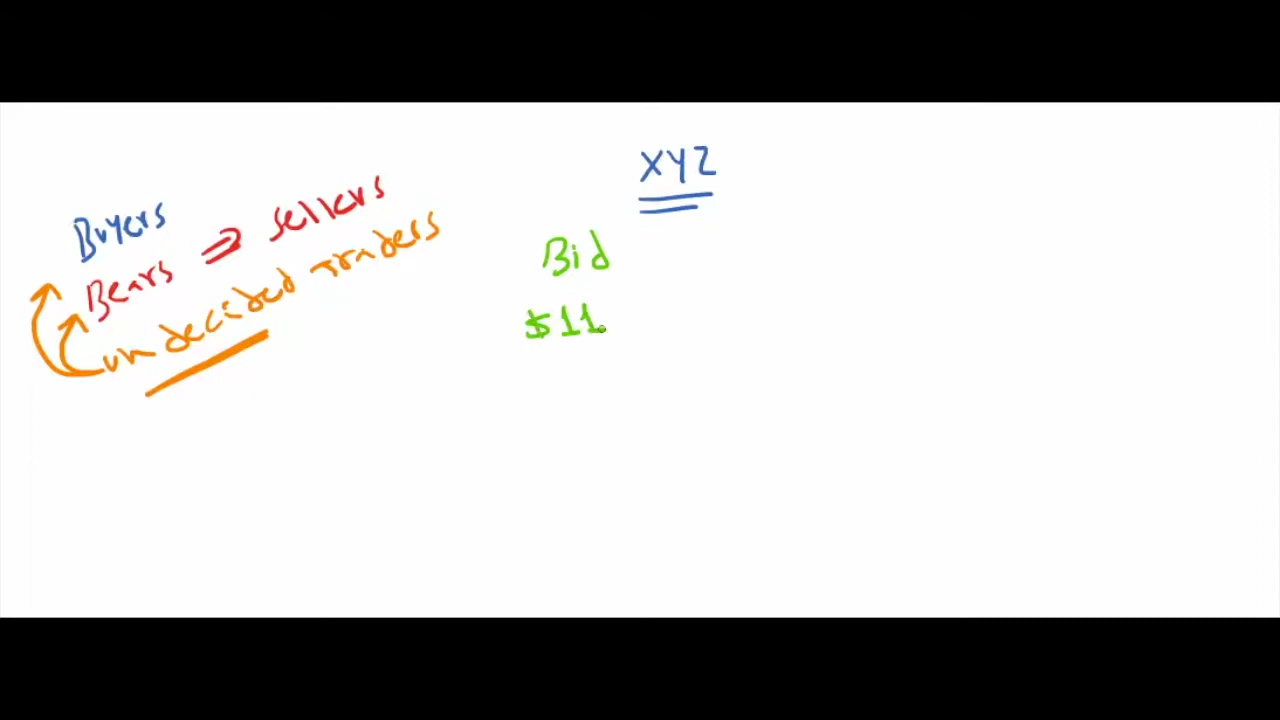 Buyers
Bears ⇒ sellers
undecided traders
XYZ
Bid
$11.